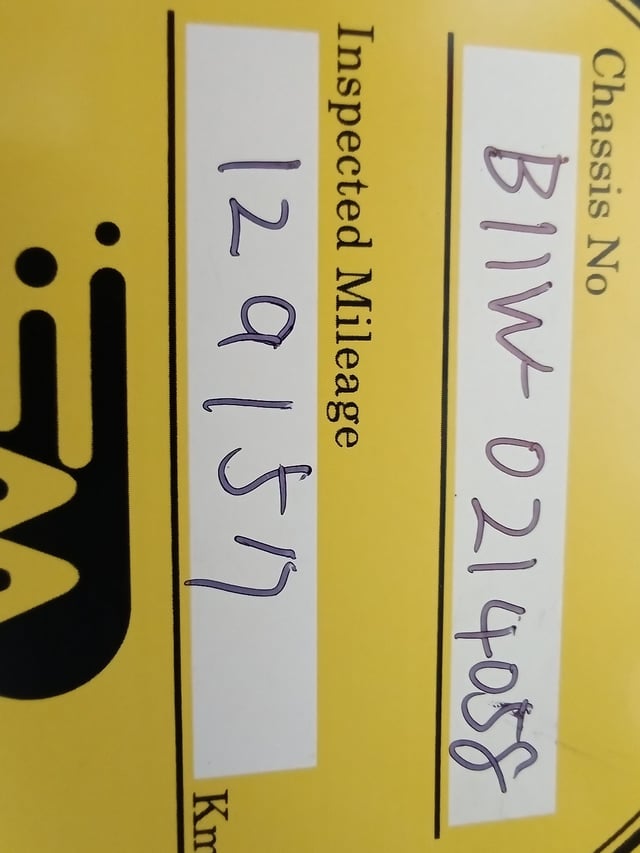 Chassis No
B11W-0214058
Inspected Mileage
129157
Km